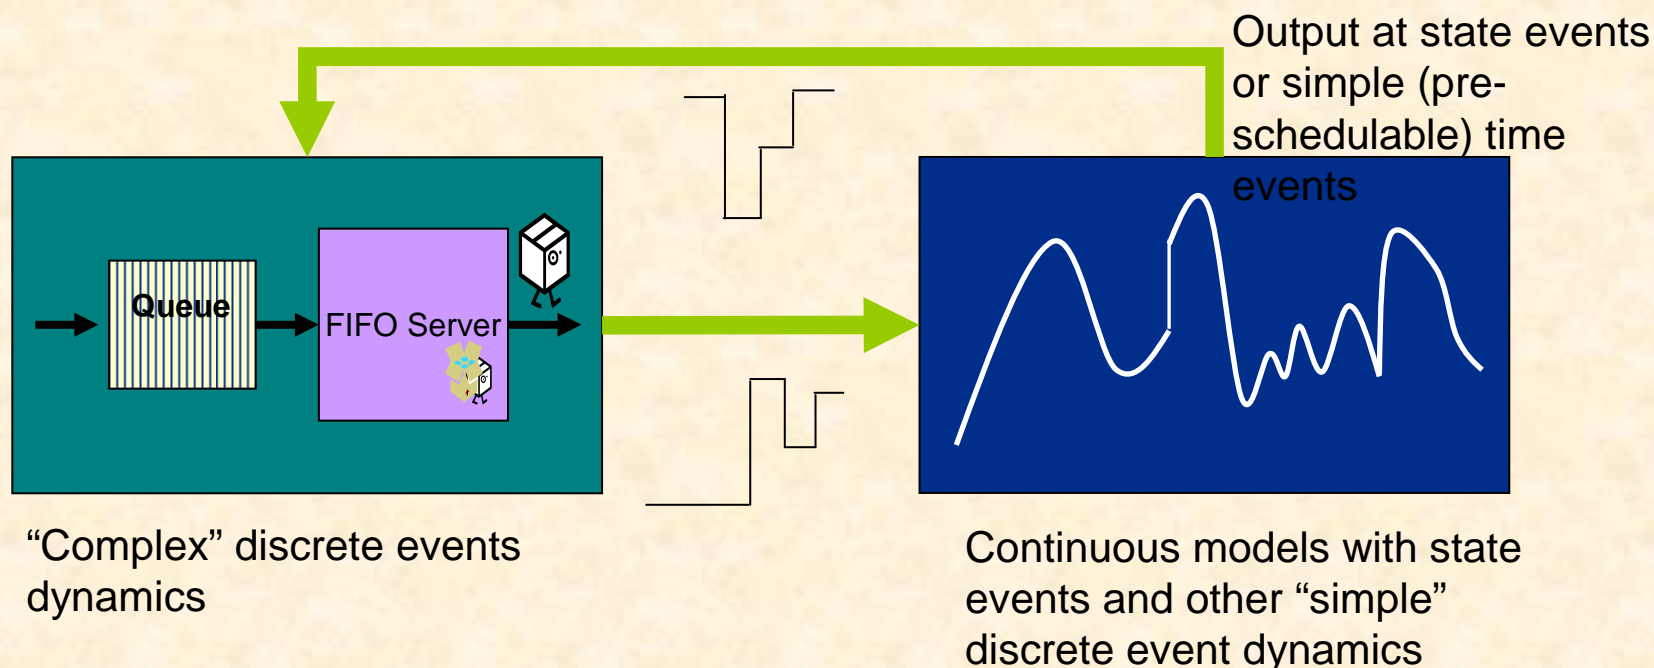 Output at state events
or simple (pre-
schedulable) time
events
Queue
FIFO Server
“Complex” discrete events
dynamics
Continuous models with state
events and other “simple”
discrete event dynamics